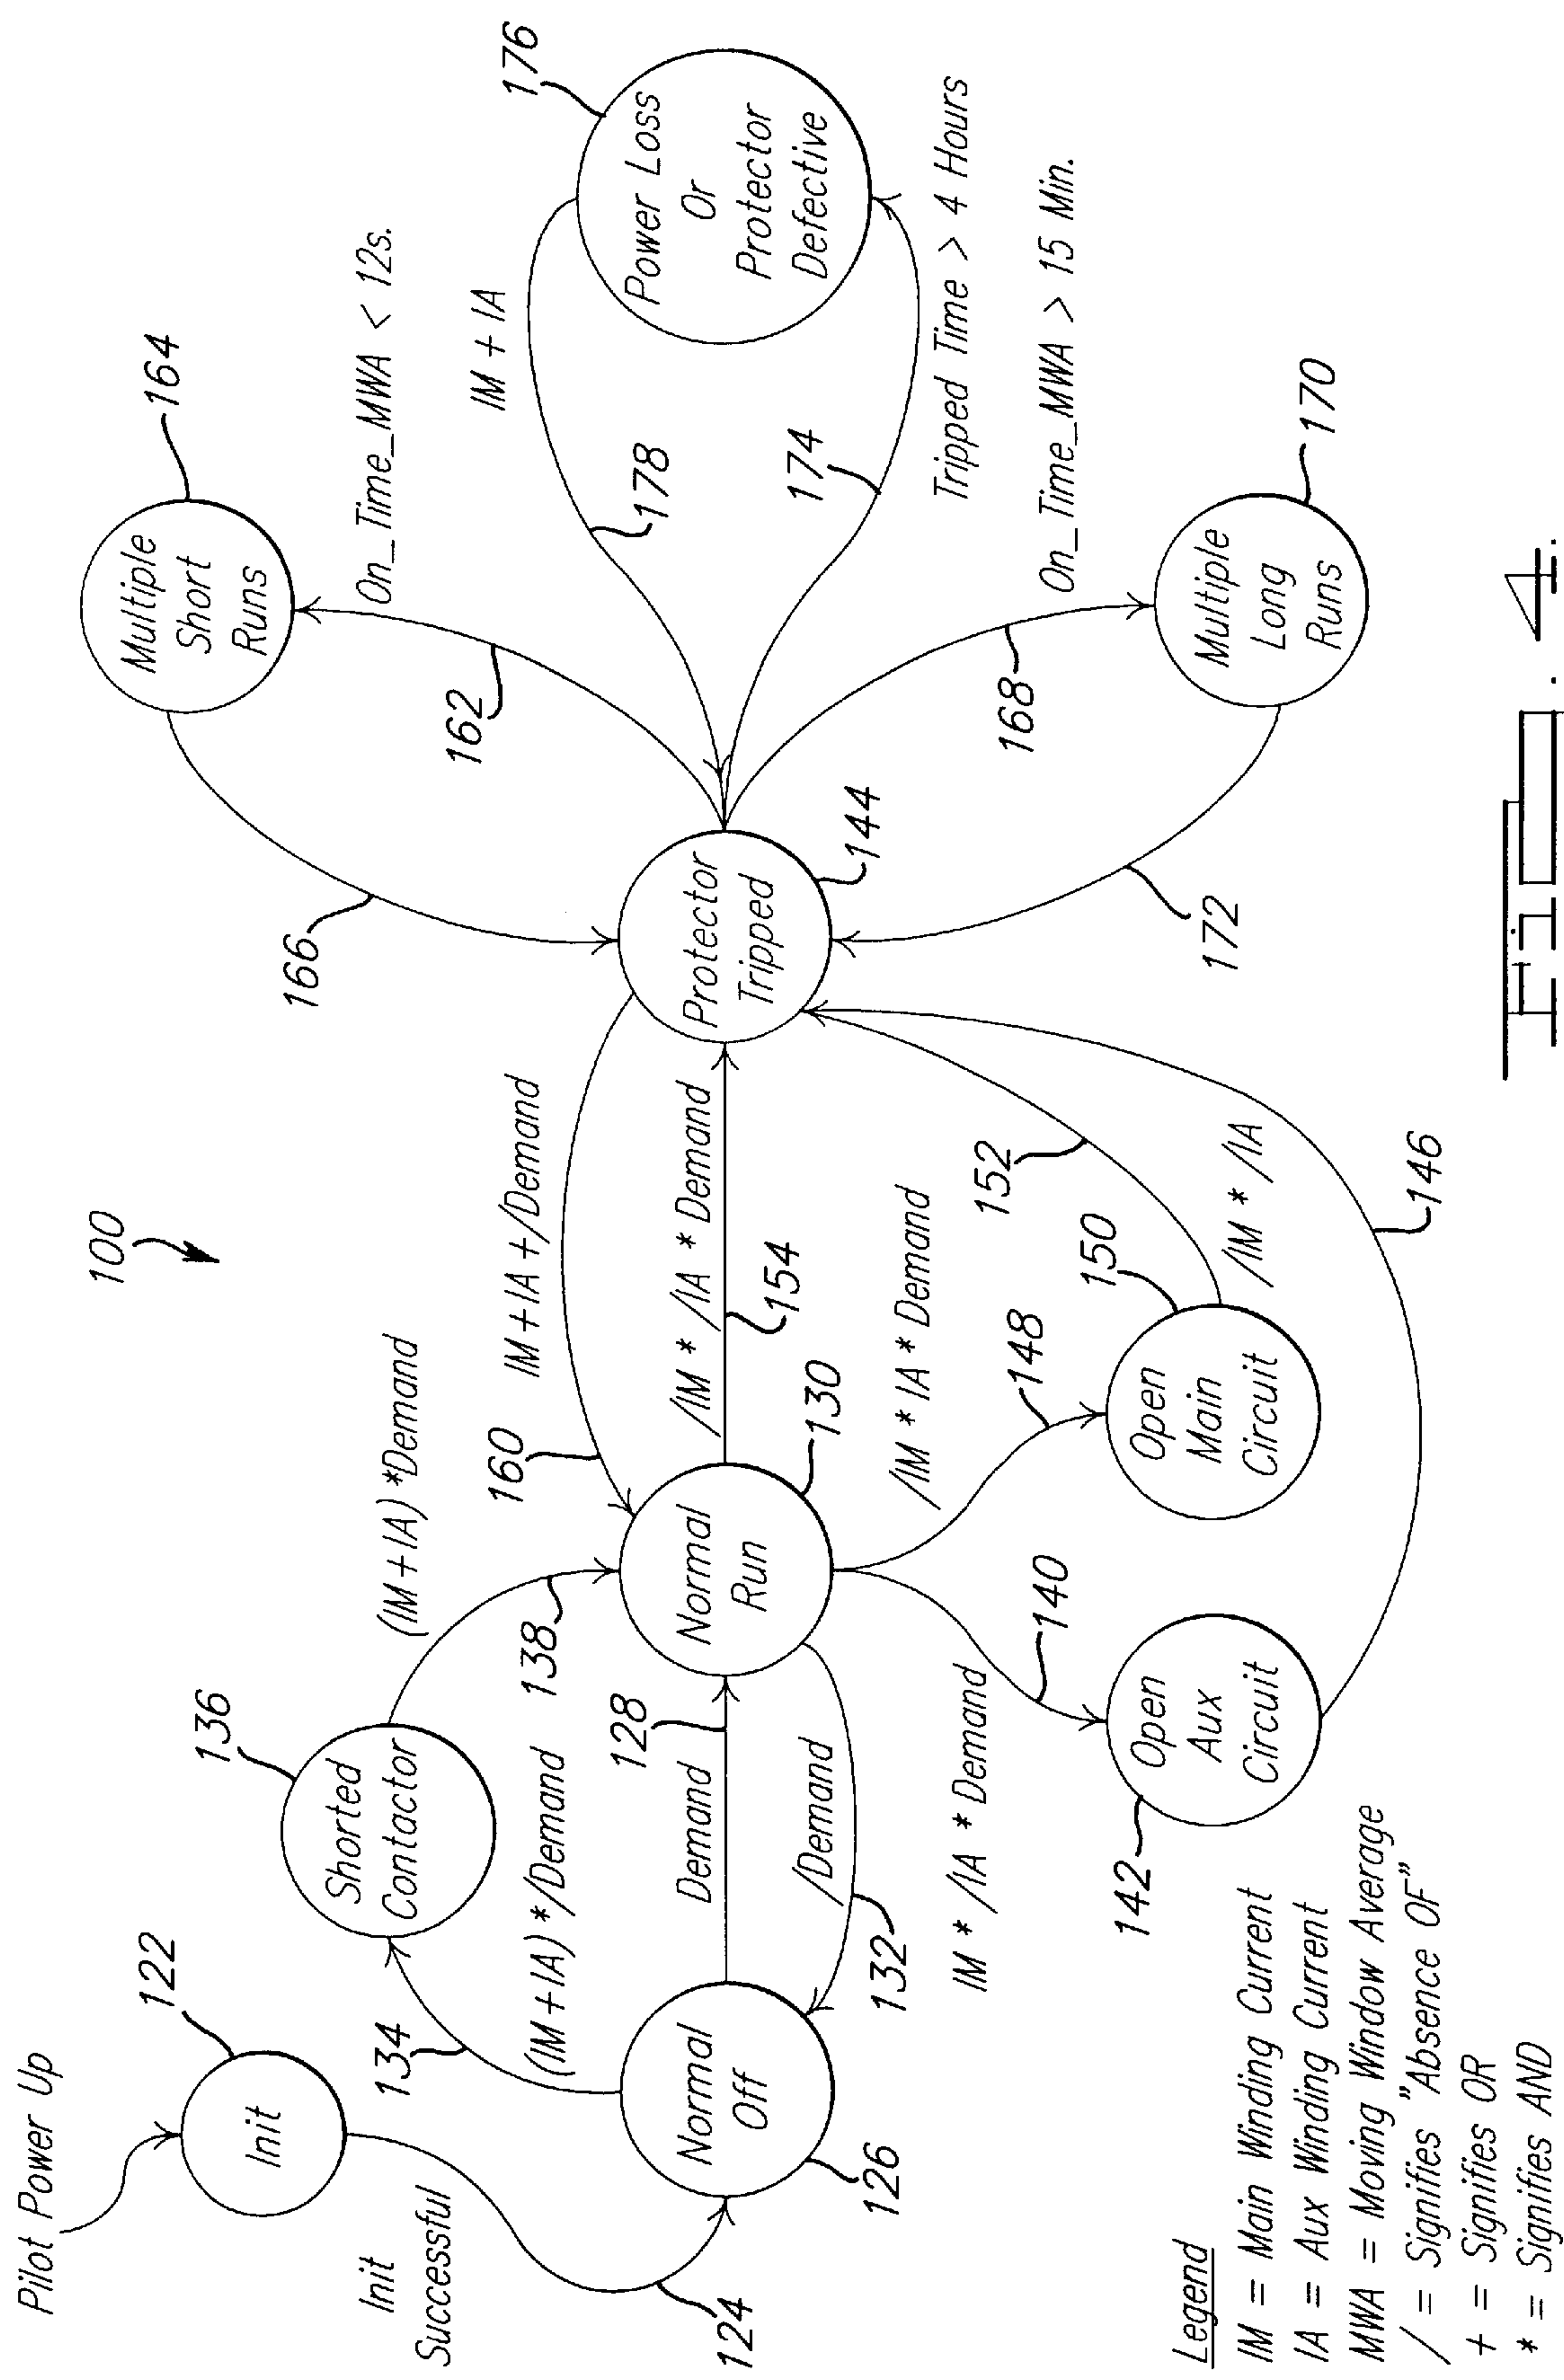 Pilot Power Up
122
Init
Init
Successful
124
134
136
Shorted
Contactor
(IM + IA) */Demand
Normal
Off
126
128
Demand
/Demand
132
138
(IM + IA) *Demand
100
Normal
Run
130
160
IM + IA +/Demand
/IM * /IA * Demand
154
IM * /IA * Demand
140
142
Open
Aux
Circuit
/IM * IA * Demand
148
150
Open
Main
Circuit
152
/IM * /IA
146
Protector
Tripped
144
166
162
164
Multiple
Short
Runs
On_Time_MWA < 12s.
IM + IA
178
174
176
Power Loss
Or
Protector
Defective
Tripped Time > 4 Hours
On_Time_MWA > 15 Min.
168
170
Multiple
Long
Runs
172
Legend
IM = Main Winding Current
IA = Aux Winding Current
MWA = Moving Window Average
/ = Signifies "Absence OF"
+ = Signifies OR
* = Signifies AND
Fig. 4.